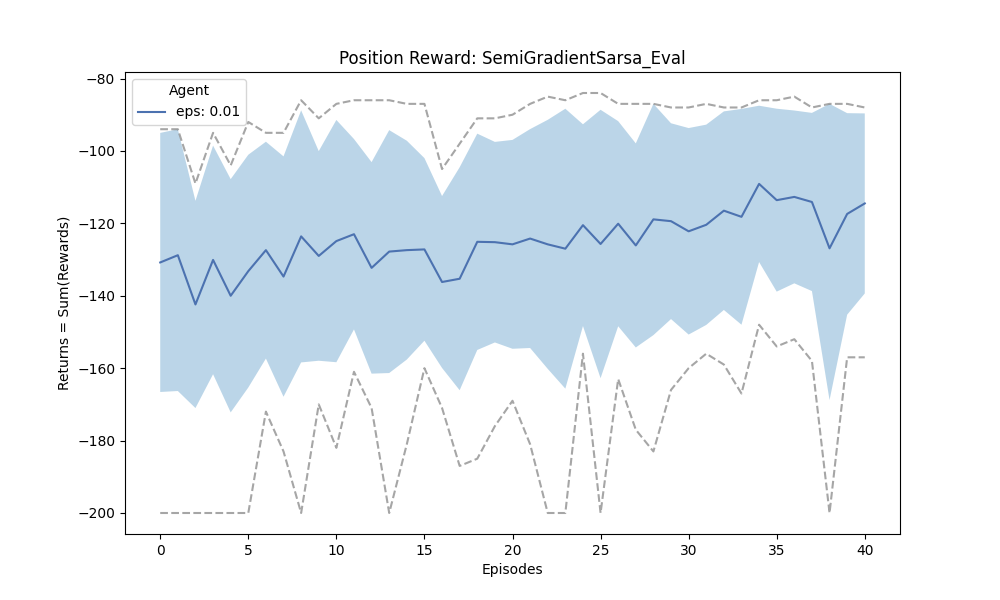 Position Reward: SemiGradientSarsa_Eval
Agent
eps: 0.01
Returns = Sum(Rewards)
−80
−100
−120
−140
−160
−180
−200
0 5 10 15 20 25 30 35 40
Episodes